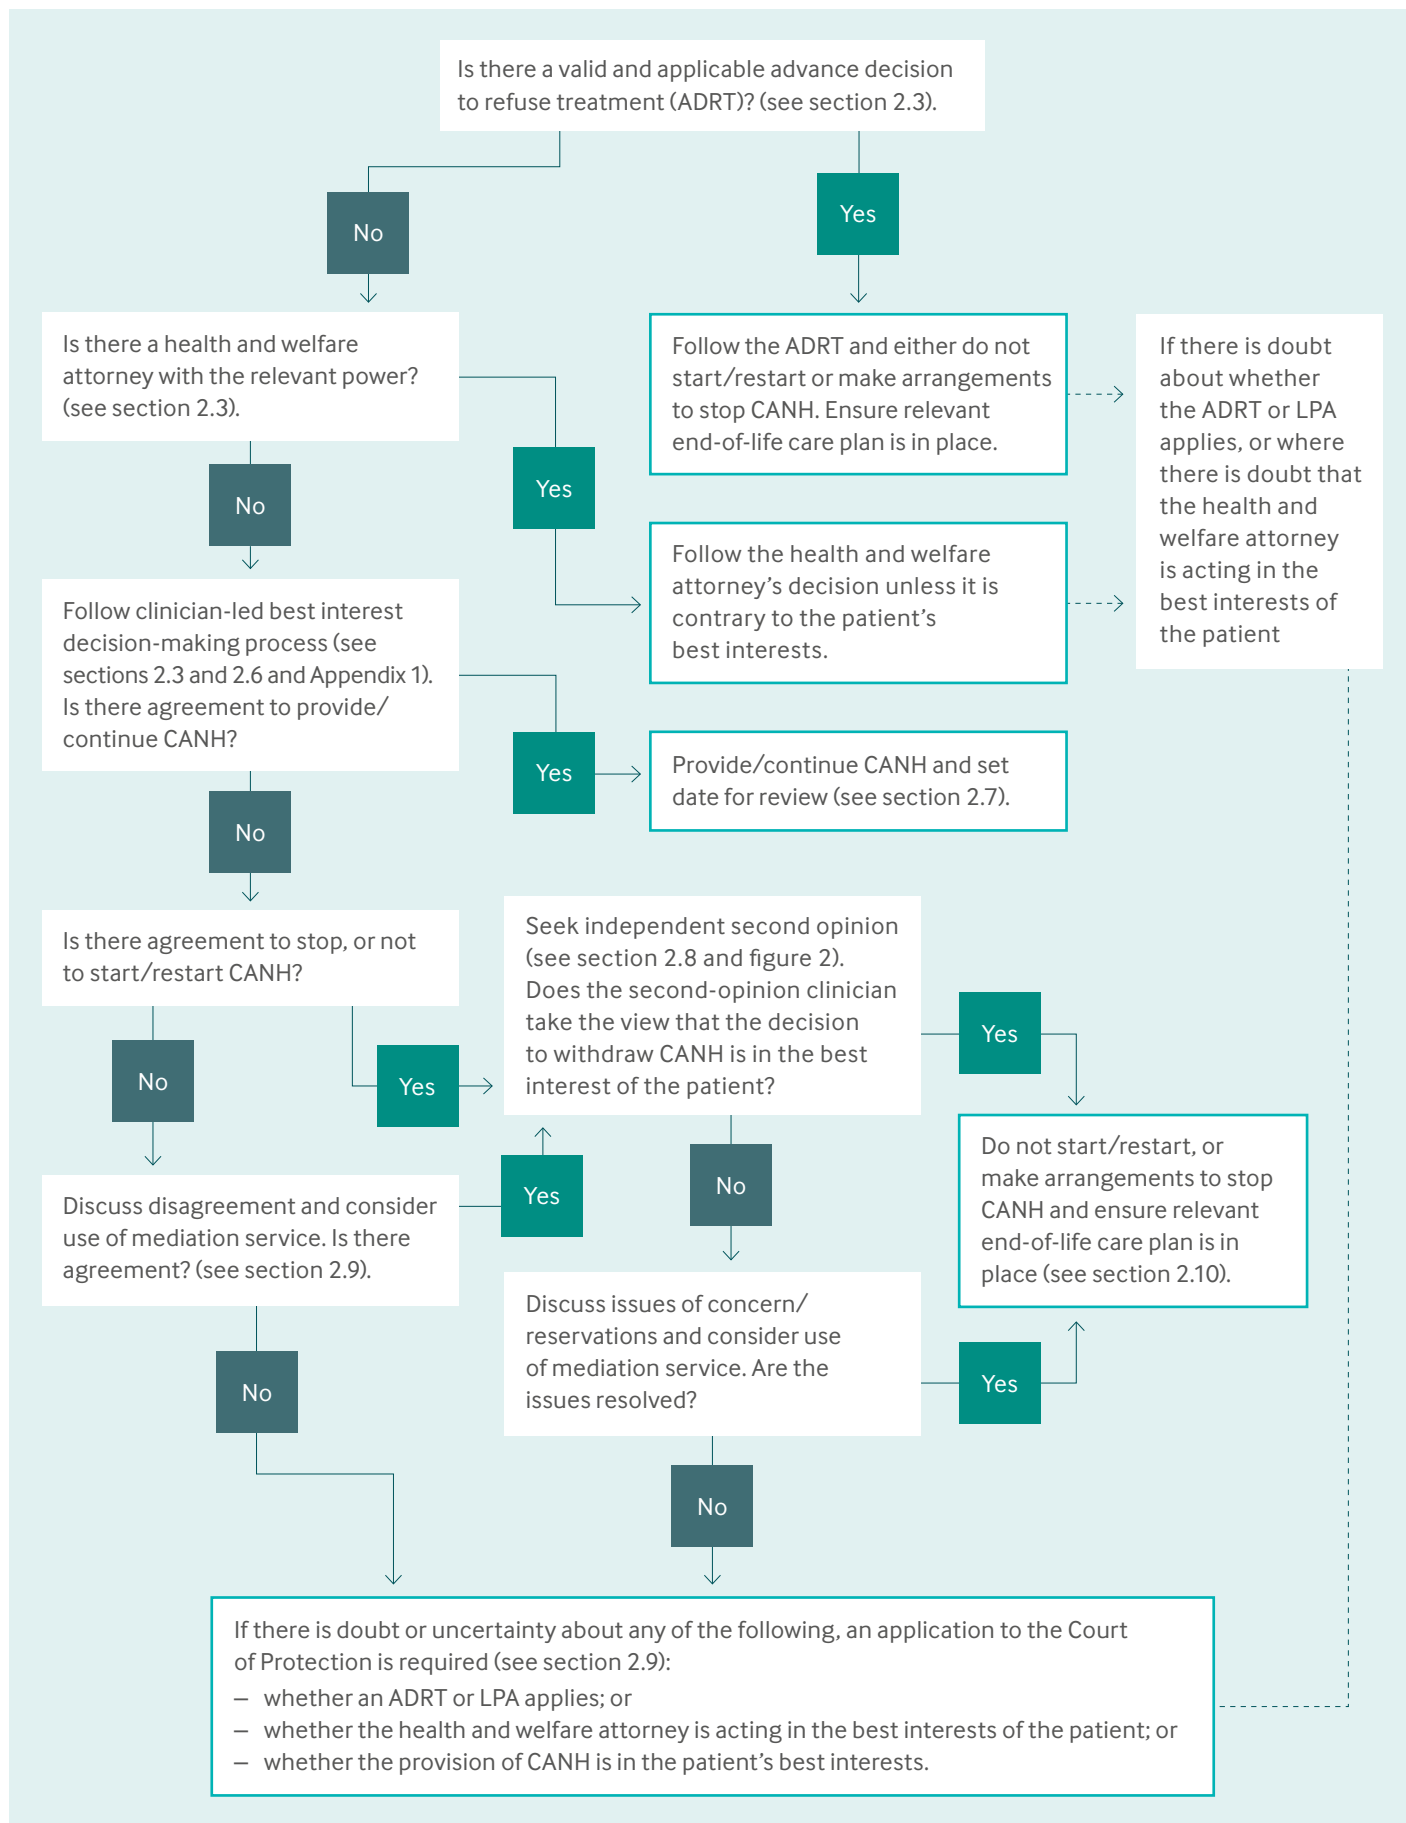 Is there a valid and applicable advance decision
to refuse treatment (ADRT)? (see section 2.3).
No
Yes
Is there a health and welfare
attorney with the relevant power?
(see section 2.3).
Follow the ADRT and either do not
start/restart or make arrangements
to stop CANH. Ensure relevant
end-of-life care plan is in place.
If there is doubt
about whether
the ADRT or LPA
applies, or where
there is doubt that
the health and
welfare attorney
is acting in the
best interests of
the patient
No
Yes
Follow the health and welfare
attorney’s decision unless it is
contrary to the patient’s
best interests.
Follow clinician-led best interest
decision-making process (see
sections 2.3 and 2.6 and Appendix 1).
Is there agreement to provide/
continue CANH?
Yes
Provide/continue CANH and set
date for review (see section 2.7).
No
Is there agreement to stop, or not
to start/restart CANH?
Seek independent second opinion
(see section 2.8 and figure 2).
Does the second-opinion clinician
take the view that the decision
to withdraw CANH is in the best
interest of the patient?
Yes
No
Yes
Do not start/restart, or
make arrangements to stop
CANH and ensure relevant
end-of-life care plan is in
place (see section 2.10).
Discuss disagreement and consider
use of mediation service. Is there
agreement? (see section 2.9).
Yes
No
Discuss issues of concern/
reservations and consider use
of mediation service. Are the
issues resolved?
Yes
No
No
If there is doubt or uncertainty about any of the following, an application to the Court
of Protection is required (see section 2.9):
– whether an ADRT or LPA applies; or
– whether the health and welfare attorney is acting in the best interests of the patient; or
– whether the provision of CANH is in the patient’s best interests.